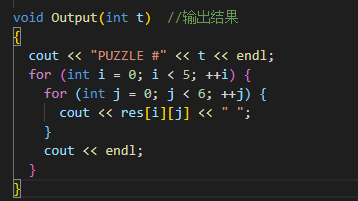 void Output(int t)  //输出结果
{
  cout << "PUZZLE #" << t << endl;
  for (int i = 0; i < 5; ++i) {
    for (int j = 0; j < 6; ++j) {
      cout << res[i][j] << " ";
    }
    cout << endl;
  }
}